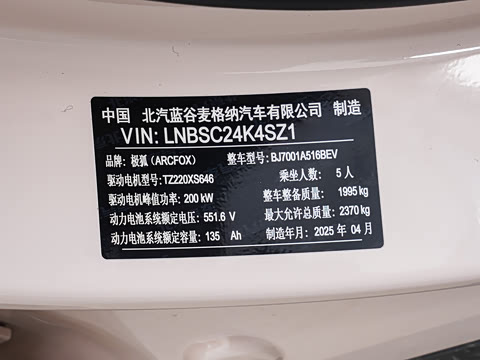 中国 北汽蓝谷麦格纳汽车有限公司 制造
VIN: LNBSC24K4SZ1
品牌: 极狐 (ARCFOX) 整车型号: BJ7001A516BEV
驱动电机型号: TZ220XS646 乘坐人数: 5 人
驱动电机峰值功率: 200 kW 整车整备质量: 1995 kg
动力电池系统额定电压: 551.6 V 最大允许总质量: 2370 kg
动力电池系统额定容量: 135 Ah 制造年月: 2025 年 04 月